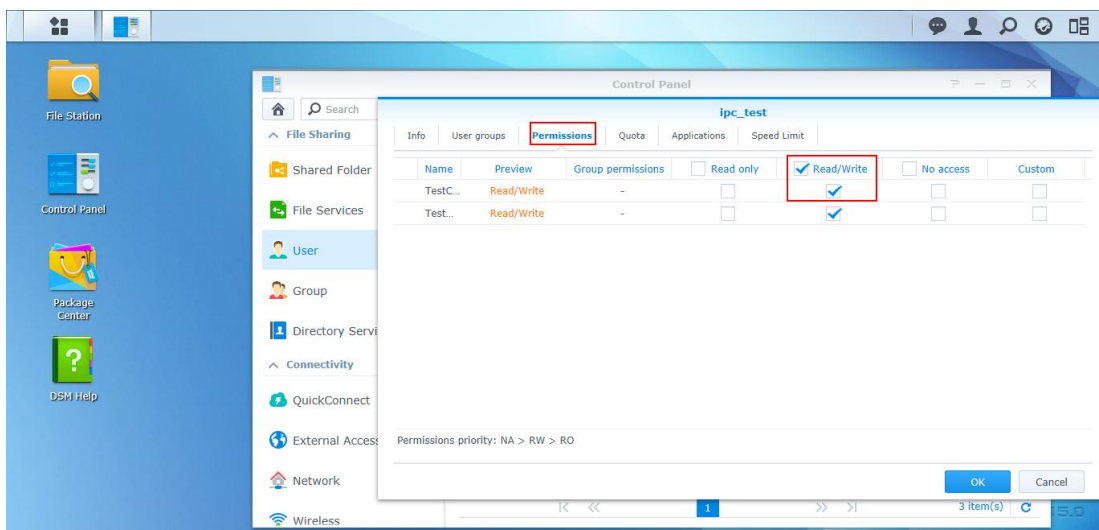 File Station
Control Panel
Package
Center
DSM Help
Control Panel
Search
File Sharing
Shared Folder
File Services
User
Group
Directory Servi
Connectivity
QuickConnect
External Access
Network
Wireless
ipc_test
Info User groups Permissions Quota Applications Speed Limit
Name Preview Group permissions Read only Read/Write No access Custom
TestC... Read/Write -
Test... Read/Write -
Permissions priority: NA > RW > RO
OK Cancel
1 3 item(s)
5.0